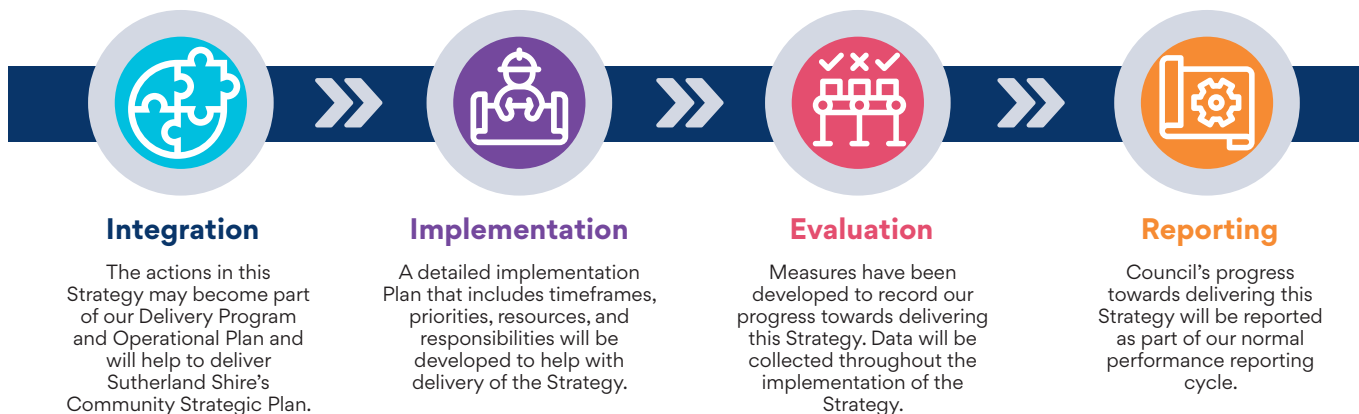 Integration
The actions in this
Strategy may become part
of our Delivery Program
and Operational Plan and
will help to deliver
Sutherland Shire’s
Community Strategic Plan.
Implementation
A detailed implementation
Plan that includes timeframes,
priorities, resources, and
responsibilities will be
developed to help with
delivery of the Strategy.
Evaluation
Measures have been
developed to record our
progress towards delivering
this Strategy. Data will be
collected throughout the
implementation of the
Strategy.
Reporting
Council’s progress
towards delivering this
Strategy will be reported
as part of our normal
performance reporting
cycle.